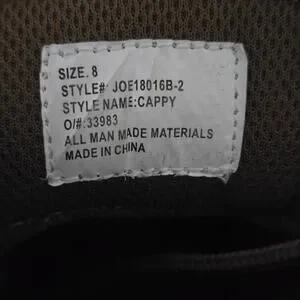 SIZE. 8
STYLE#: JOE18016B-2
STYLE NAME:CAPPY
O/#:33983
ALL MAN MADE MATERIALS
MADE IN CHINA